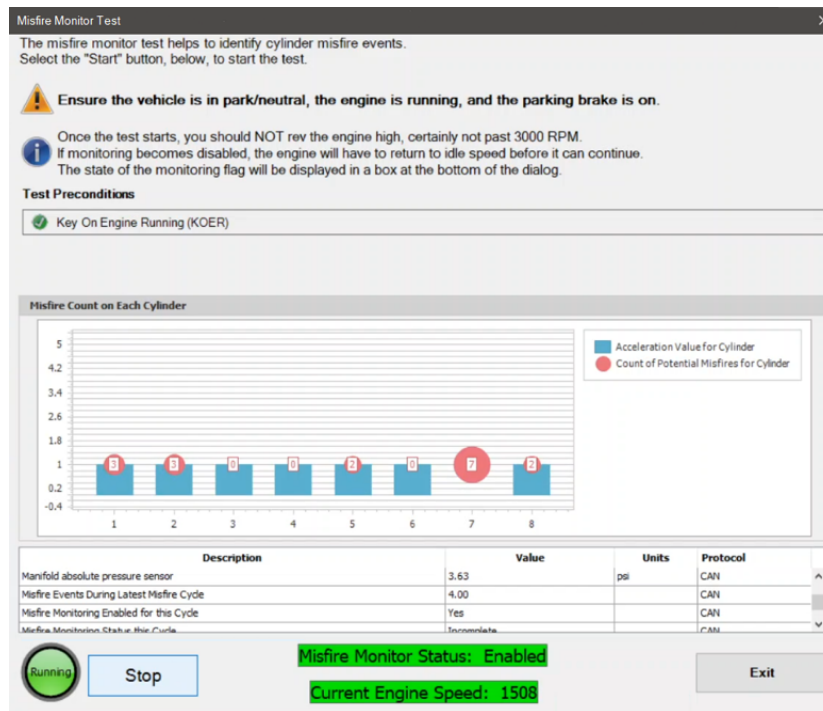 Misfire Monitor Test
The misfire monitor test helps to identify cylinder misfire events.
Select the "Start" button, below, to start the test.
Ensure the vehicle is in park/neutral, the engine is running, and the parking brake is on.
Once the test starts, you should NOT rev the engine high, certainly not past 3000 RPM.
If monitoring becomes disabled, the engine will have to return to idle speed before it can continue.
The state of the monitoring flag will be displayed in a box at the bottom of the dialog.
Test Preconditions
Key On Engine Running (KOER)
Misfire Count on Each Cylinder
5
4.2
3.4
2.6
1.8
1
0.2
-0.4
3 3 0 0 2 0 7 2
1 2 3 4 5 6 7 8
Acceleration Value for Cylinder
Count of Potential Misfires for Cylinder
Description Value Units Protocol
Manifold absolute pressure sensor 3.63 psi CAN
Misfire Events During Latest Misfire Cycle 4.00 CAN
Misfire Monitoring Enabled for this Cycle Yes CAN
Misfire Monitoring Status this Cycle Incomplete CAN
Running
Stop
Misfire Monitor Status: Enabled
Current Engine Speed: 1508
Exit